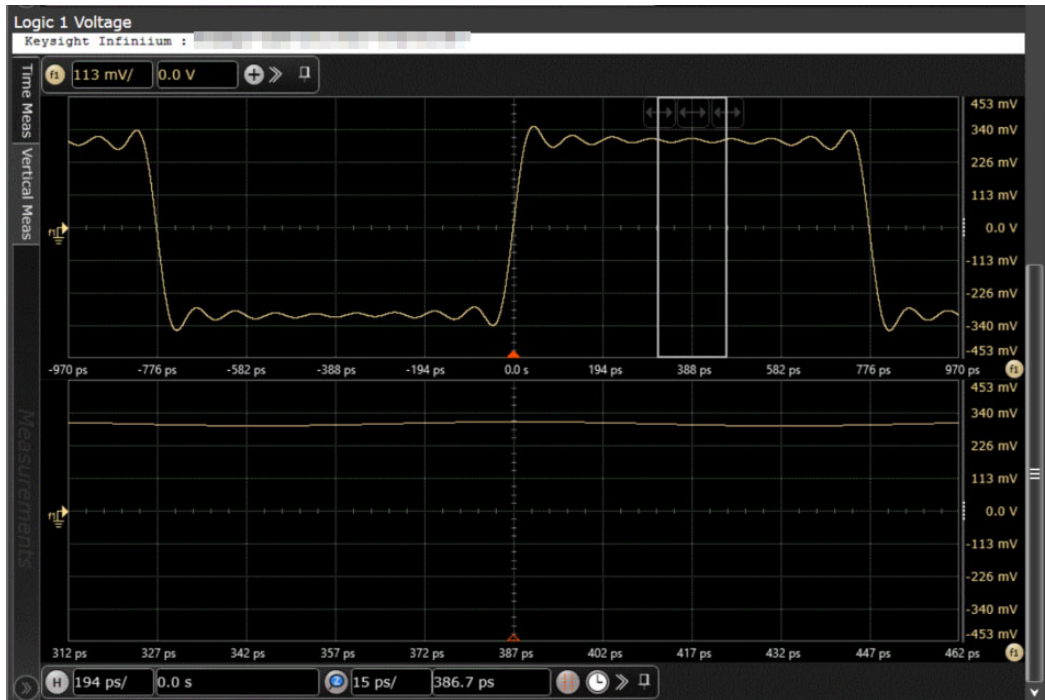 Logic 1 Voltage
Keysight Infiniium :
Time Meas
Vertical Meas
Measurements
f1 113 mV/ 0.0 V
453 mV
340 mV
226 mV
113 mV
0.0 V
-113 mV
-226 mV
-340 mV
-453 mV
f1
-970 ps -776 ps -582 ps -388 ps -194 ps 0.0 s 194 ps 388 ps 582 ps 776 ps 970 ps f1
453 mV
340 mV
226 mV
113 mV
0.0 V
-113 mV
-226 mV
-340 mV
-453 mV
f1
312 ps 327 ps 342 ps 357 ps 372 ps 387 ps 402 ps 417 ps 432 ps 447 ps 462 ps f1
H 194 ps/ 0.0 s Z 15 ps/ 386.7 ps